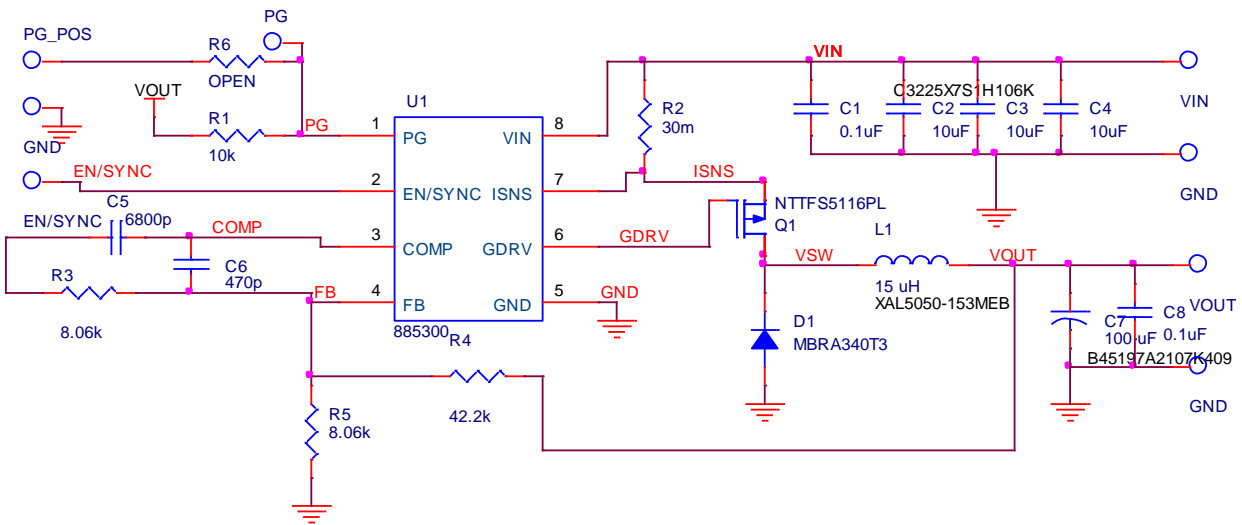 PG
PG_POS
R6
OPEN
VOUT
R1
10k
PG
GND
EN/SYNC
EN/SYNC
C5
6800p
COMP
C6
470p
R3
8.06k
FB
U1
1
PG
2
EN/SYNC
3
COMP
4
FB
VIN
8
ISNS
7
GDRV
6
GND
5
885300
R4
42.2k
R5
8.06k
GND
GDRV
R2
30m
ISNS
VIN
C1
0.1uF
C3225X7S1H106K
C2
10uF
C3
10uF
C4
10uF
VIN
GND
NTTFS5116PL
Q1
VSW
L1
15 uH
XAL5050-153MEB
VOUT
D1
MBRA340T3
C7
100 uF
C8
0.1uF
B45197A2107K409
VOUT
GND